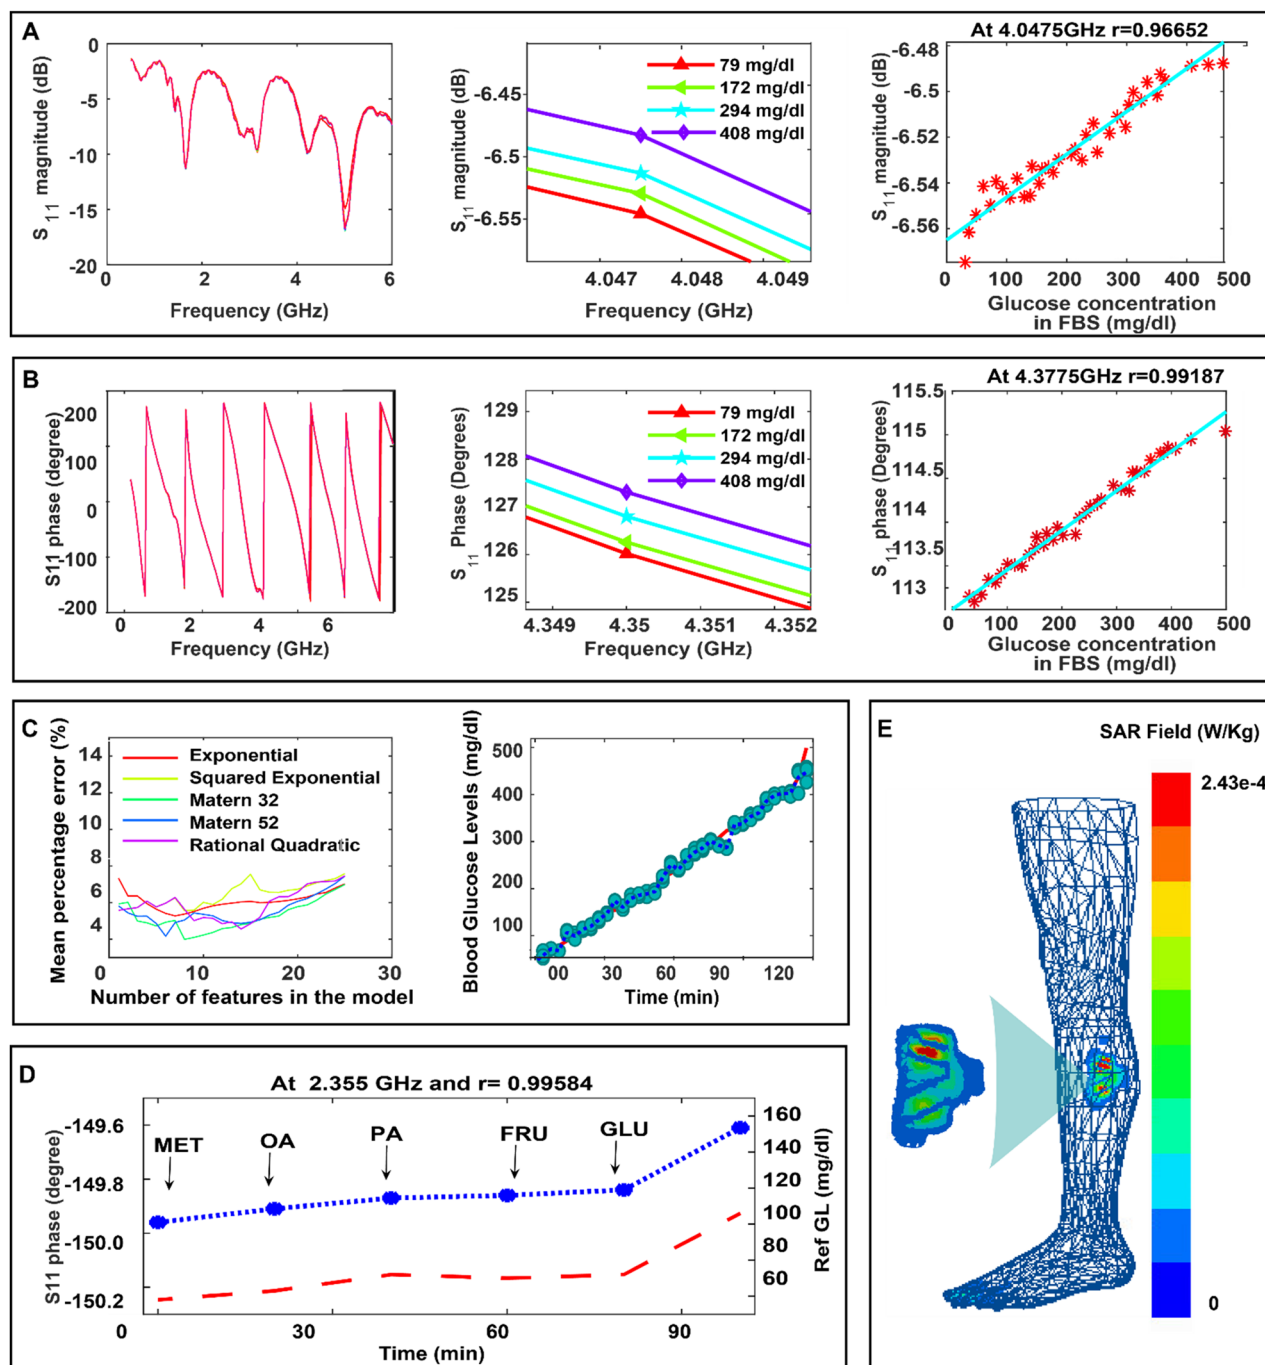 A
S 11 magnitude (dB)
0
-5
-10
-15
-20
0
2
4
6
Frequency (GHz)
S 11 magnitude (dB)
-6.45
-6.5
-6.55
79 mg/dl
172 mg/dl
294 mg/dl
408 mg/dl
4.047
4.048
4.049
Frequency (GHz)
At 4.0475GHz r=0.96652
S 11 magnitude (dB)
-6.48
-6.5
-6.52
-6.54
-6.56
0
100
200
300
400
500
Glucose concentration
in FBS (mg/dl)
B
S11 phase (degree)
200
100
0
-100
-200
0
2
4
6
Frequency (GHz)
S 11 Phase (Degrees)
129
128
127
126
125
79 mg/dl
172 mg/dl
294 mg/dl
408 mg/dl
4.349
4.35
4.351
4.352
Frequency (GHz)
At 4.3775GHz r=0.99187
S 11 phase (Degrees)
115.5
115
114.5
114
113.5
113
0
100
200
300
400
500
Glucose concentration
in FBS (mg/dl)
C
Mean percentage error (%)
14
12
10
8
6
4
Exponential
Squared Exponential
Matern 32
Matern 52
Rational Quadratic
0
10
20
30
Number of features in the model
Blood Glucose Levels (mg/dl)
500
400
300
200
100
00
30
60
90
120
Time (min)
D
At 2.355 GHz and r= 0.99584
S11 phase (degree)
-149.6
-149.8
-150.0
-150.2
MET
OA
PA
FRU
GLU
160
140
120
100
80
60
Ref GL (mg/dl)
0
30
60
90
Time (min)
E
SAR Field (W/Kg)
2.43e-4
0